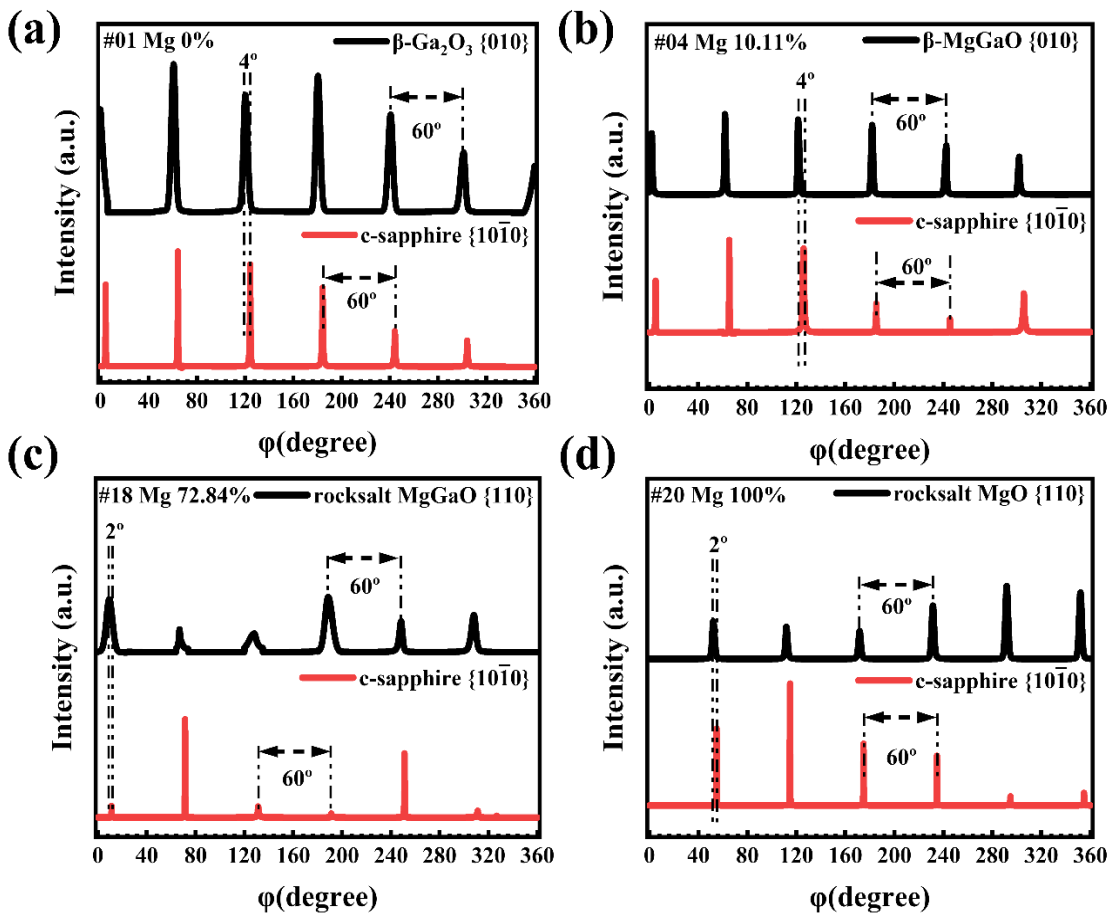 (a)
#01 Mg 0%
β-Ga₂O₃ {010}
4°
60°
c-sapphire {101̄0}
60°
Intensity (a.u.)
0 40 80 120 160 200 240 280 320 360
φ(degree)
(b)
#04 Mg 10.11%
β-MgGaO {010}
4°
60°
c-sapphire {101̄0}
60°
Intensity (a.u.)
0 40 80 120 160 200 240 280 320 360
φ(degree)
(c)
#18 Mg 72.84%
rocksalt MgGaO {110}
2°
60°
c-sapphire {101̄0}
60°
Intensity (a.u.)
0 40 80 120 160 200 240 280 320 360
φ(degree)
(d)
#20 Mg 100%
rocksalt MgO {110}
2°
60°
c-sapphire {101̄0}
60°
Intensity (a.u.)
0 40 80 120 160 200 240 280 320 360
φ(degree)